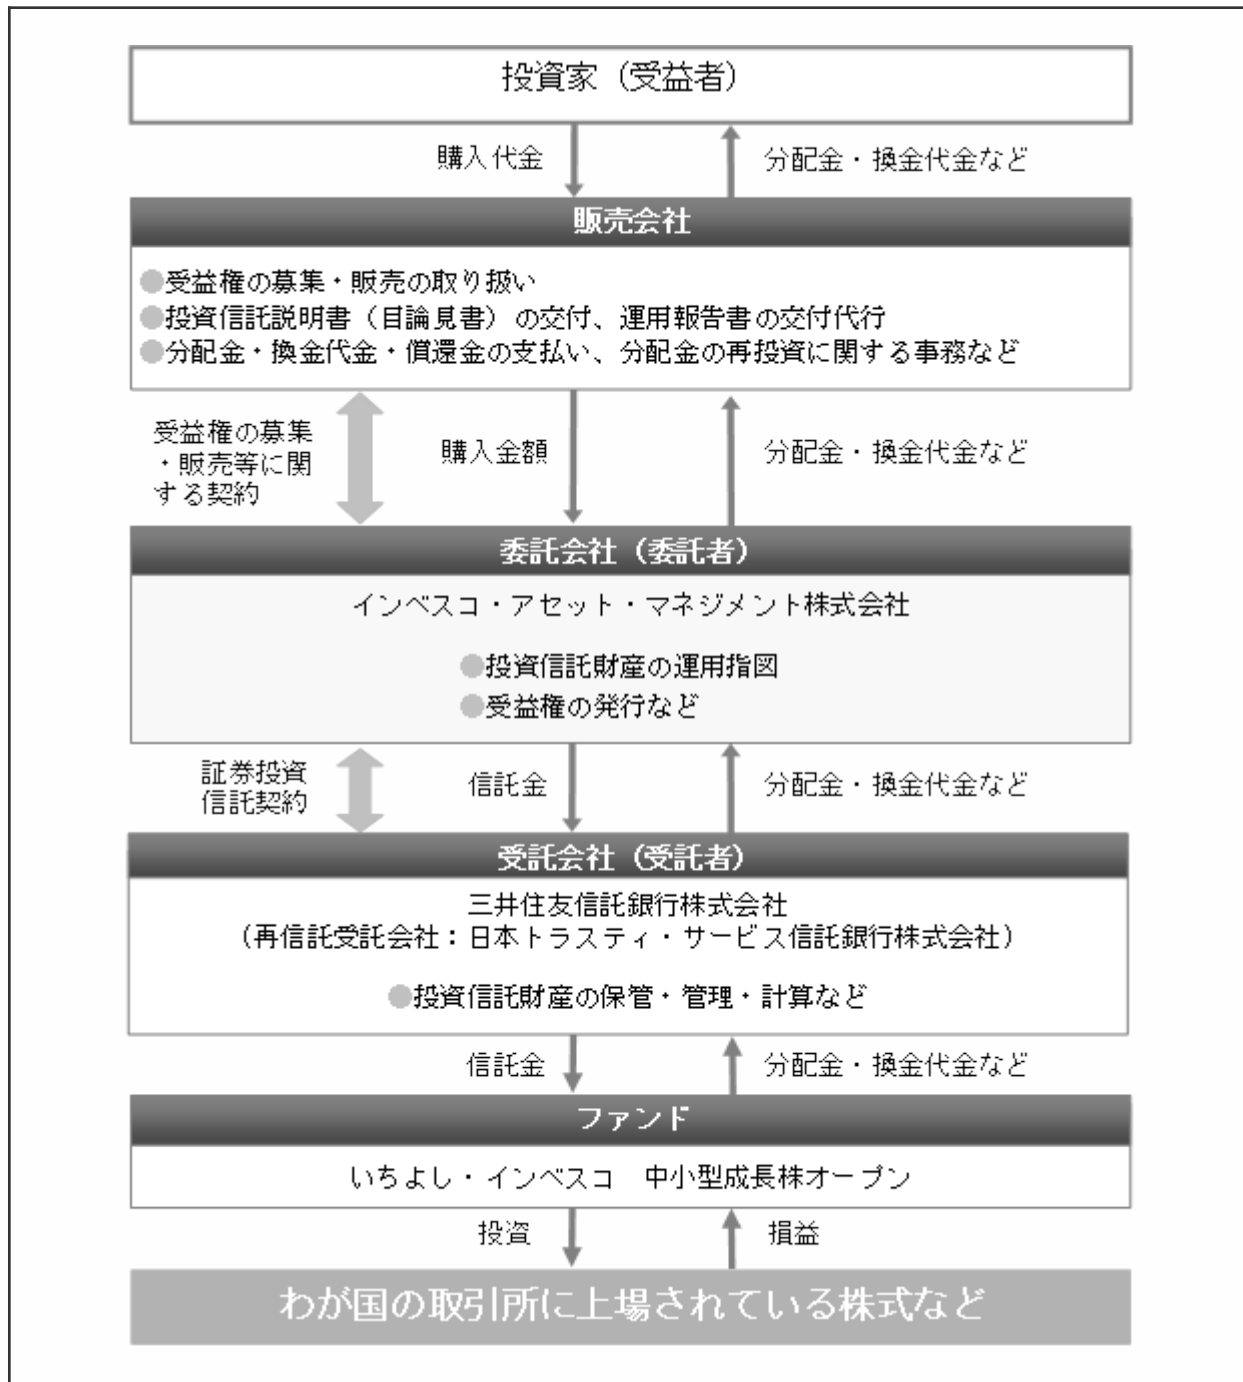 投資家（受益者）
購入代金
分配金・換金代金など
販売会社
●受益権の募集・販売の取り扱い
●投資信託説明書（目論見書）の交付、運用報告書の交付代行
●分配金・換金代金・償還金の支払い、分配金の再投資に関する事務など
受益権の募集
・販売等に関
する契約
購入金額
分配金・換金代金など
委託会社（委託者）
インベスコ・アセット・マネジメント株式会社
●投資信託財産の運用指図
●受益権の発行など
証券投資
信託契約
信託金
分配金・換金代金など
受託会社（受託者）
三井住友信託銀行株式会社
（再信託受託会社：日本トラスティ・サービス信託銀行株式会社）
●投資信託財産の保管・管理・計算など
信託金
分配金・換金代金など
ファンド
いちよし・インベスコ　中小型成長株オープン
投資
損益
わが国の取引所に上場されている株式など